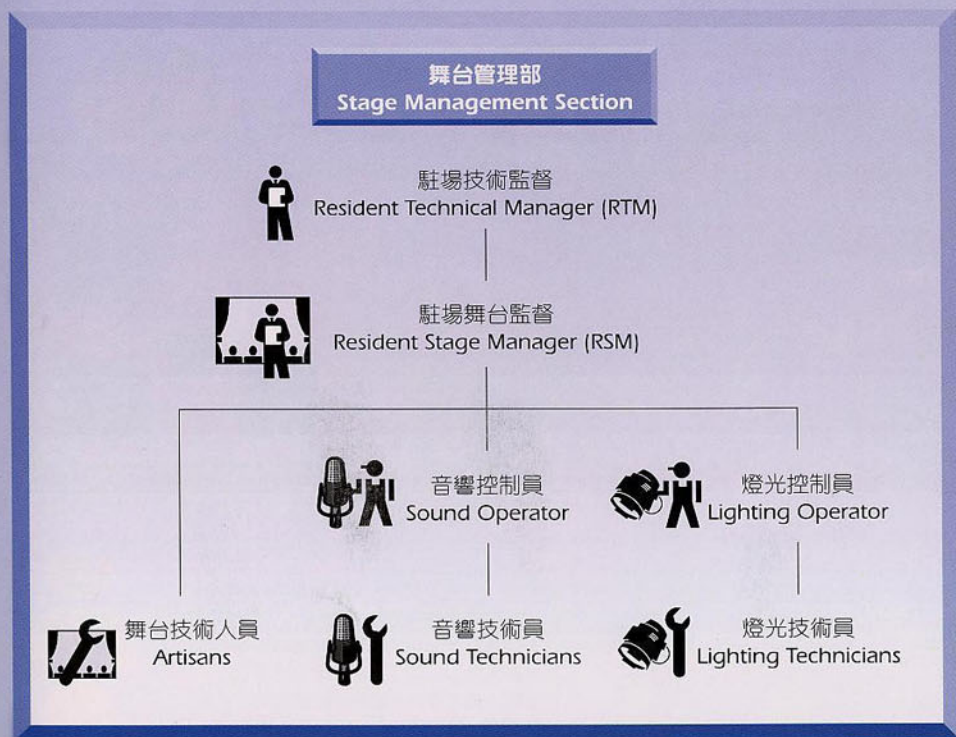 舞台管理部
Stage Management Section
駐場技術監督
Resident Technical Manager (RTM)
駐場舞台監督
Resident Stage Manager (RSM)
音響控制員
Sound Operator
燈光控制員
Lighting Operator
舞台技術人員
Artisans
音響技術員
Sound Technicians
燈光技術員
Lighting Technicians